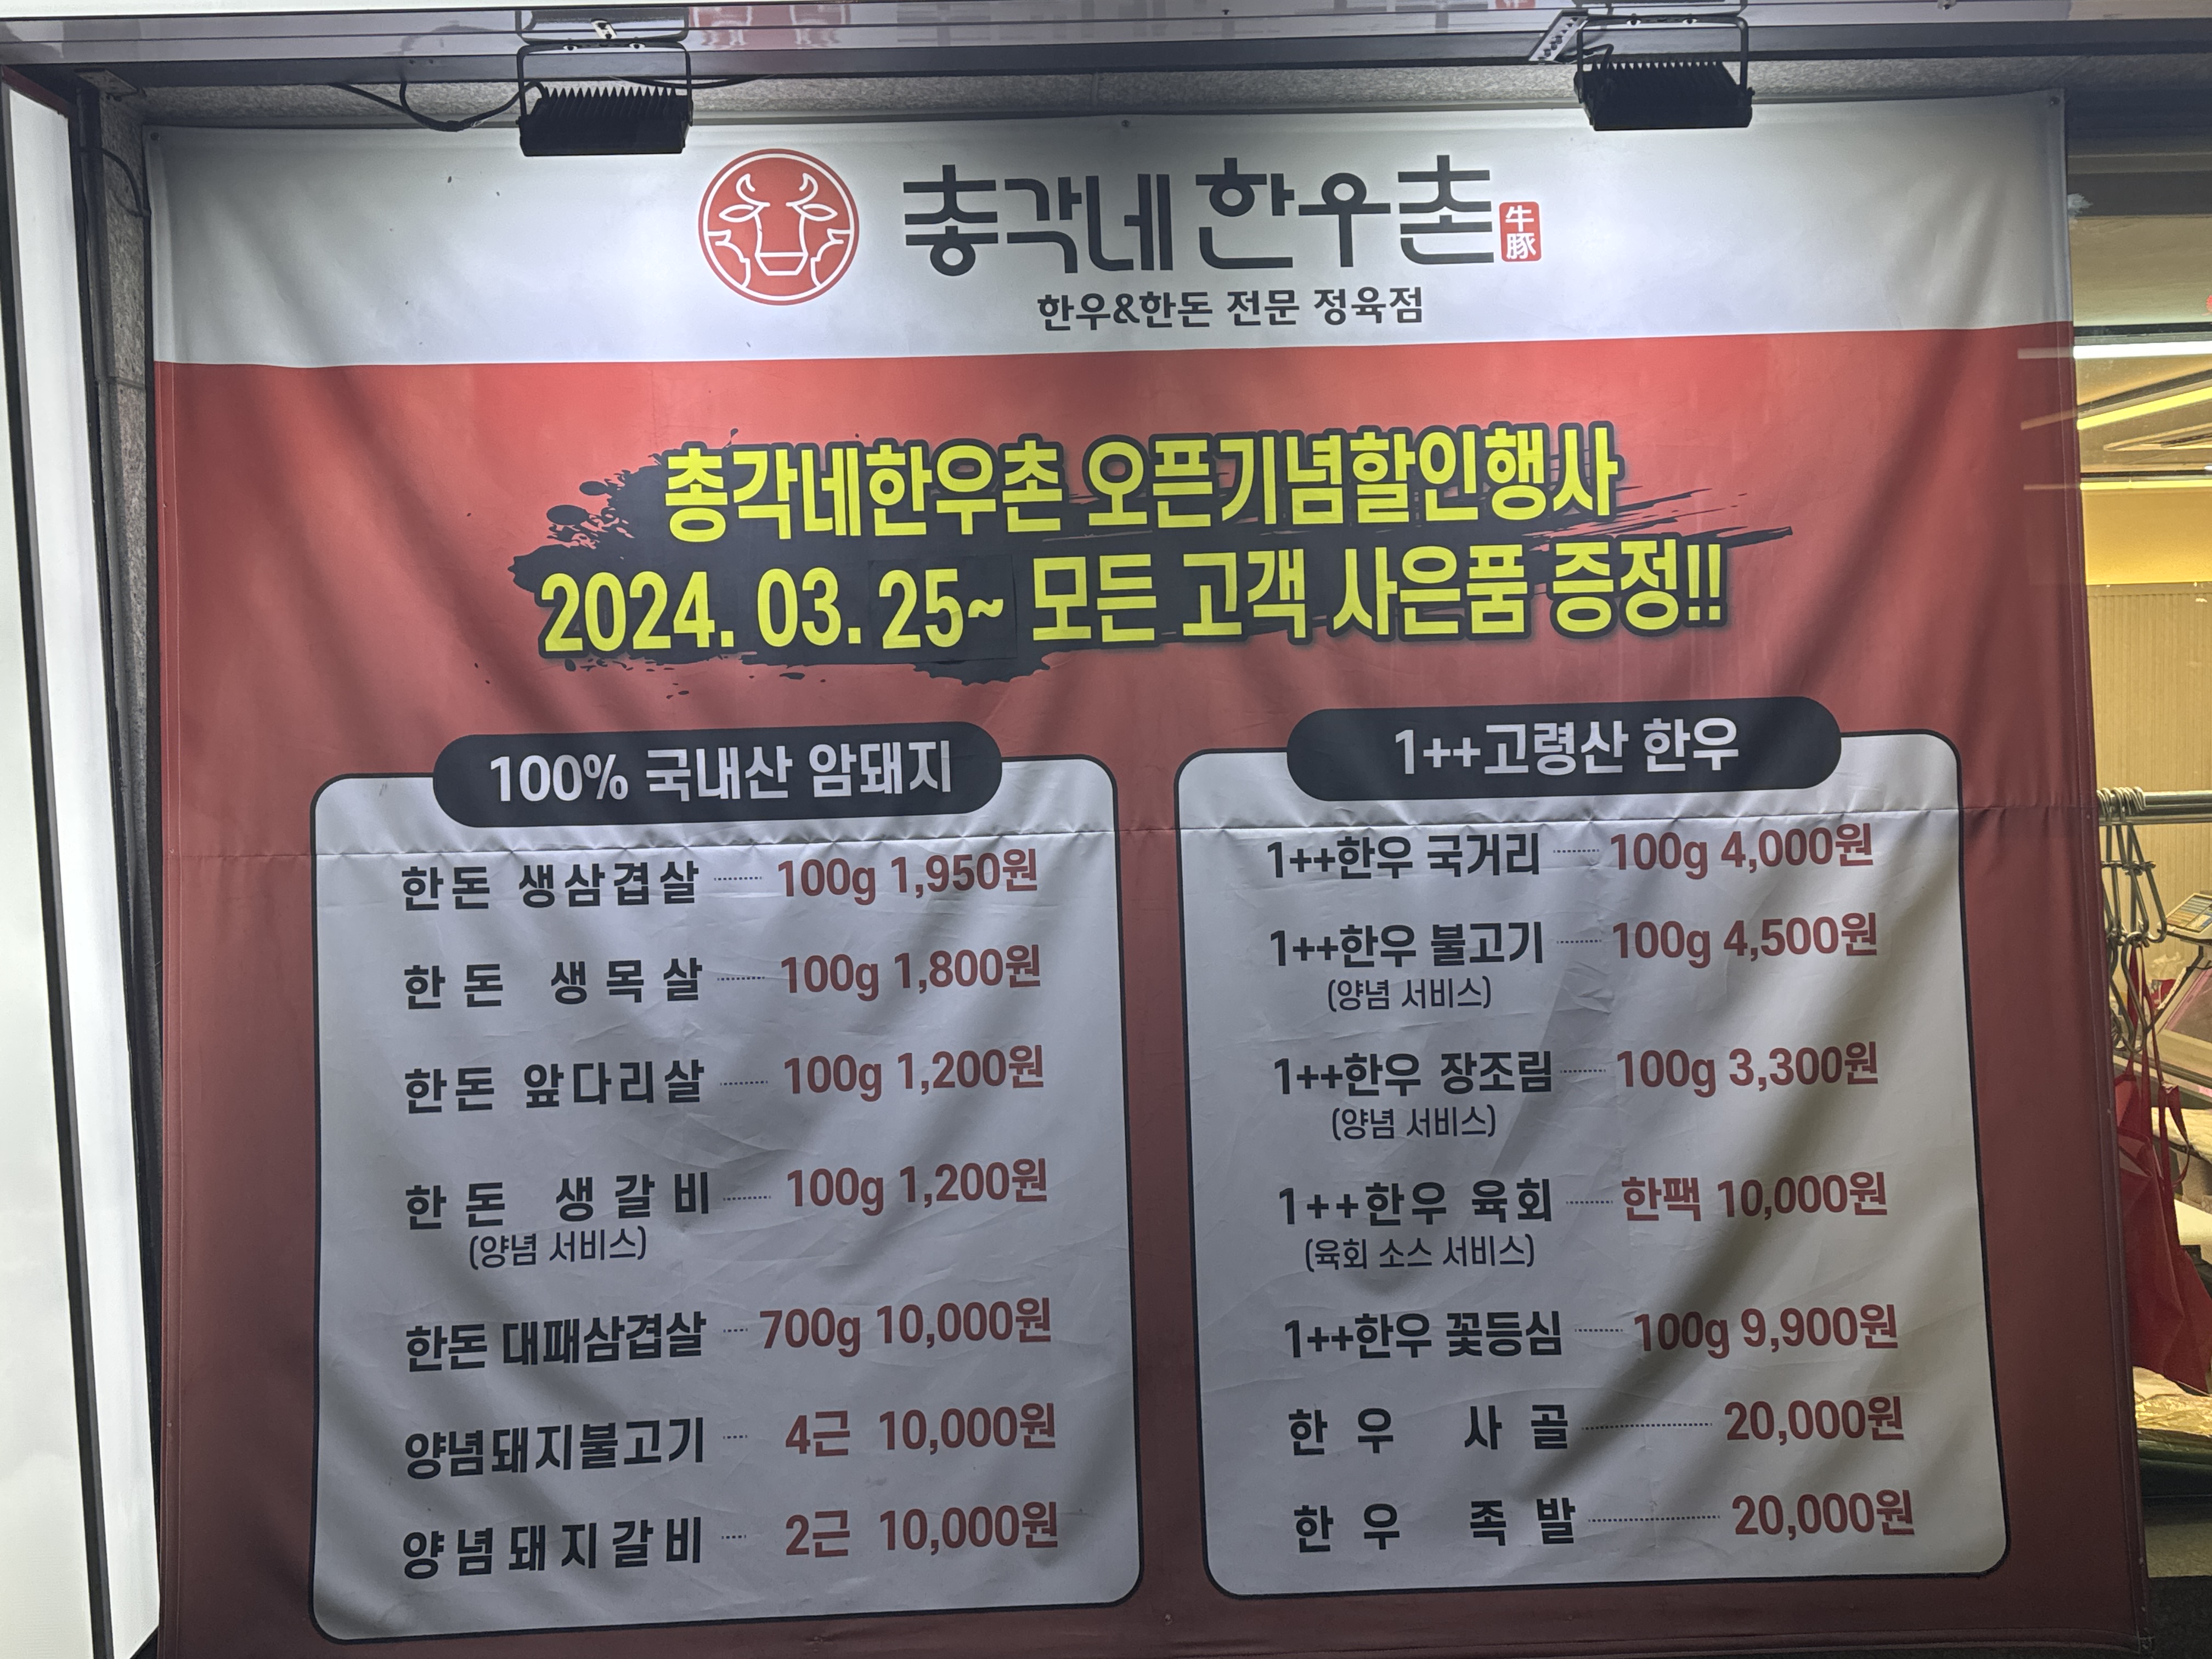 총각네한우촌
牛豚
한우&한돈 전문 정육점
총각네한우촌 오픈기념할인행사
2024. 03. 25~ 모든 고객 사은품 증정!!
100% 국내산 암돼지
한돈 생삼겹살 100g 1,950원
한돈 생목살 100g 1,800원
한돈 앞다리살 100g 1,200원
한돈 생갈비 100g 1,200원
(양념 서비스)
한돈 대패삼겹살 700g 10,000원
양념돼지불고기 4근 10,000원
양념돼지갈비 2근 10,000원
1++고령산 한우
1++한우 국거리 100g 4,000원
1++한우 불고기 100g 4,500원
(양념 서비스)
1++한우 장조림 100g 3,300원
(양념 서비스)
1++한우 육회 한팩 10,000원
(육회 소스 서비스)
1++한우 꽃등심 100g 9,900원
한우 사골 20,000원
한우 족발 20,000원